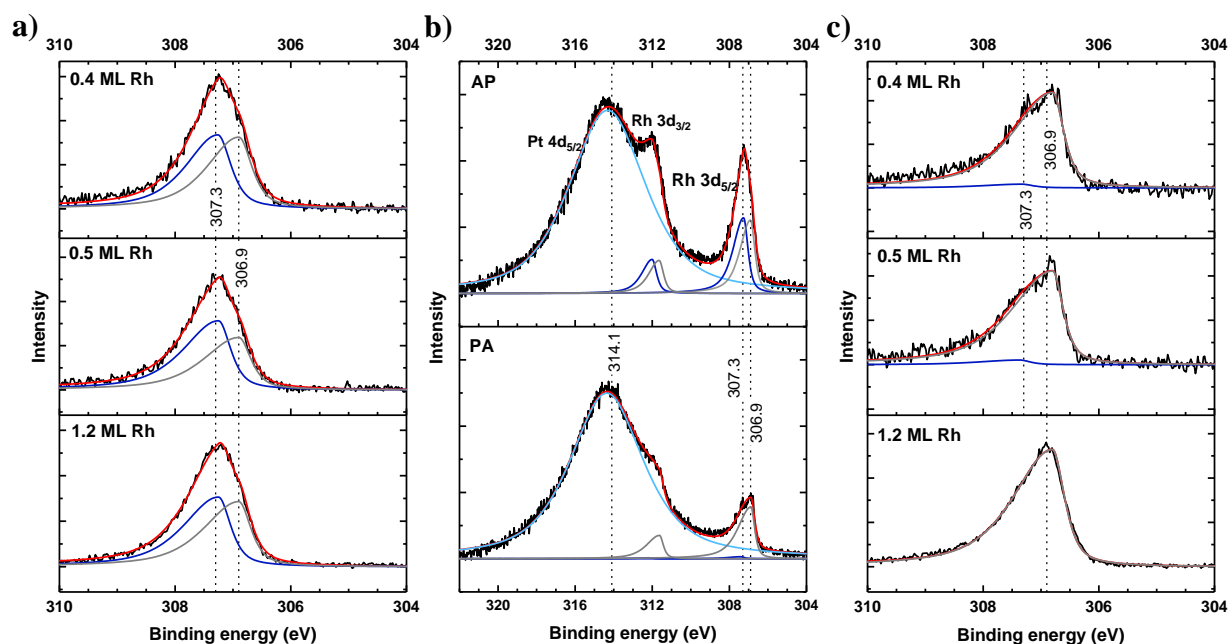 a)
310 308 306 304
0.4 ML Rh
307.3
0.5 ML Rh
306.9
1.2 ML Rh
Intensity
310 308 306 304
Binding energy (eV)
b)
320 316 312 308 304
AP
Pt 4d5/2
Rh 3d3/2
Rh 3d5/2
PA
314.1
307.3
306.9
Intensity
320 316 312 308 304
Binding energy (eV)
c)
310 308 306 304
0.4 ML Rh
306.9
307.3
0.5 ML Rh
1.2 ML Rh
Intensity
310 308 306 304
Binding energy (eV)